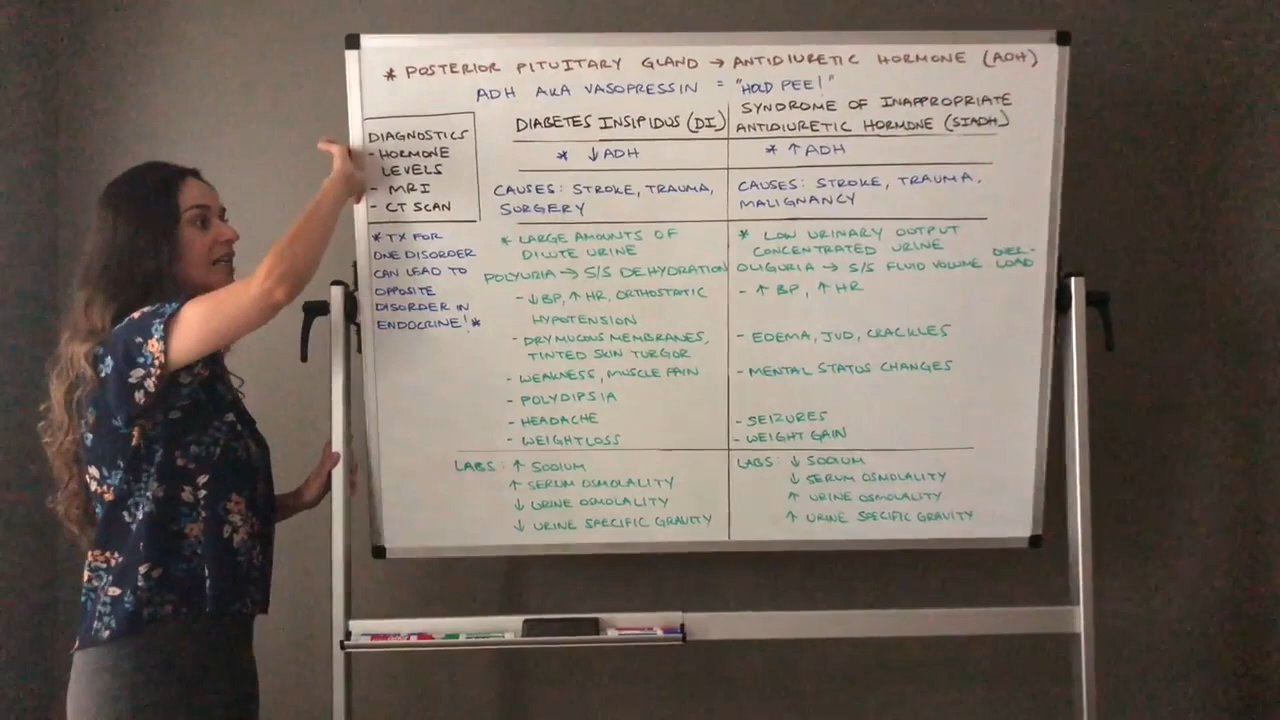 * POSTERIOR PITUITARY GLAND → ANTIDIURETIC HORMONE (ADH)
ADH AKA VASOPRESSIN = "HOLD PEE!"
DIAGNOSTICS
- HORMONE
LEVELS
- MRI
- CT SCAN
* TX FOR
ONE DISORDER
CAN LEAD TO
OPPOSITE
DISORDER IN
ENDOCRINE! *
DIABETES INSIPIDUS (DI)
* ↓ ADH
CAUSES: STROKE, TRAUMA,
SURGERY
* LARGE AMOUNTS OF
DILUTE URINE
POLYURIA → S/S DEHYDRATION
- ↓ BP, ↑ HR, ORTHOSTATIC
HYPOTENSION
- DRY MUCOUS MEMBRANES,
TINTED SKIN TURGOR
- WEAKNESS, MUSCLE PAIN
- POLYDIPSIA
- HEADACHE
- WEIGHTLOSS
LABS: ↑ SODIUM
↑ SERUM OSMOLALITY
↓ URINE OSMOLALITY
↓ URINE SPECIFIC GRAVITY
SYNDROME OF INAPPROPRIATE
ANTIDIURETIC HORMONE (SIADH)
* ↑ ADH
CAUSES: STROKE, TRAUMA,
MALIGNANCY
* LOW URINARY OUTPUT
CONCENTRATED URINE
OLIGURIA → S/S FLUID VOLUME OVER-
LOAD
- ↑ BP, ↑ HR
- EDEMA, JVD, CRACKLES
- MENTAL STATUS CHANGES
- SEIZURES
- WEIGHT GAIN
LABS: ↓ SODIUM
↓ SERUM OSMOLALITY
↑ URINE OSMOLALITY
↑ URINE SPECIFIC GRAVITY